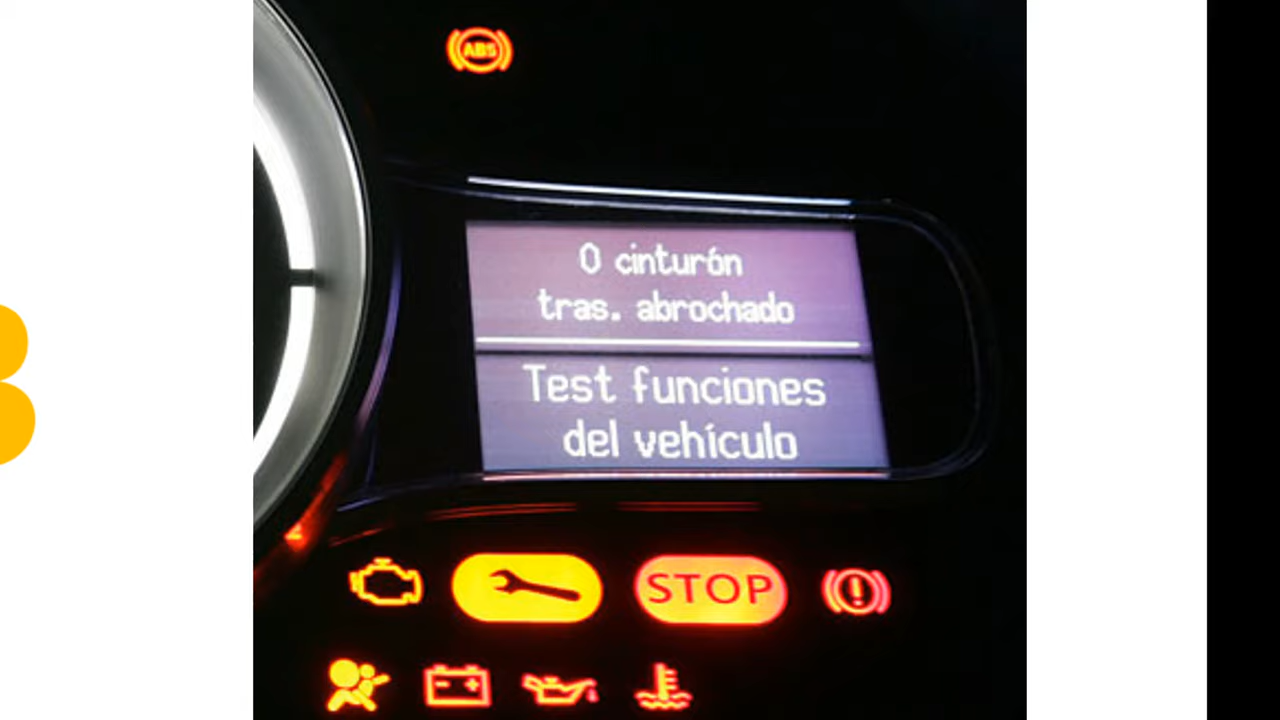 ABS
0 cinturón
tras. abrochado
Test funciones
del vehículo
STOP